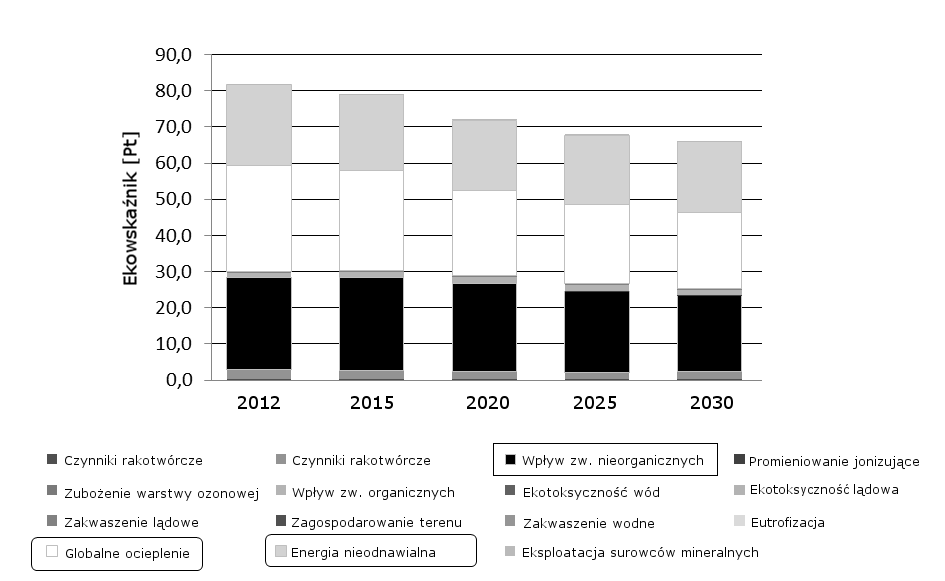 90,0
80,0
70,0
60,0
50,0
40,0
30,0
20,0
10,0
0,0
Ekowskaźnik [Pt]
2012 2015 2020 2025 2030
Czynniki rakotwórcze Czynniki rakotwórcze Wpływ zw. nieorganicznych Promieniowanie jonizujące
Zubożenie warstwy ozonowej Wpływ zw. organicznych Ekotoksyczność wód Ekotoksyczność lądowa
Zakwaszenie lądowe Zagospodarowanie terenu Zakwaszenie wodne Eutrofizacja
Globalne ocieplenie Energia nieodnawialna Eksploatacja surowców mineralnych